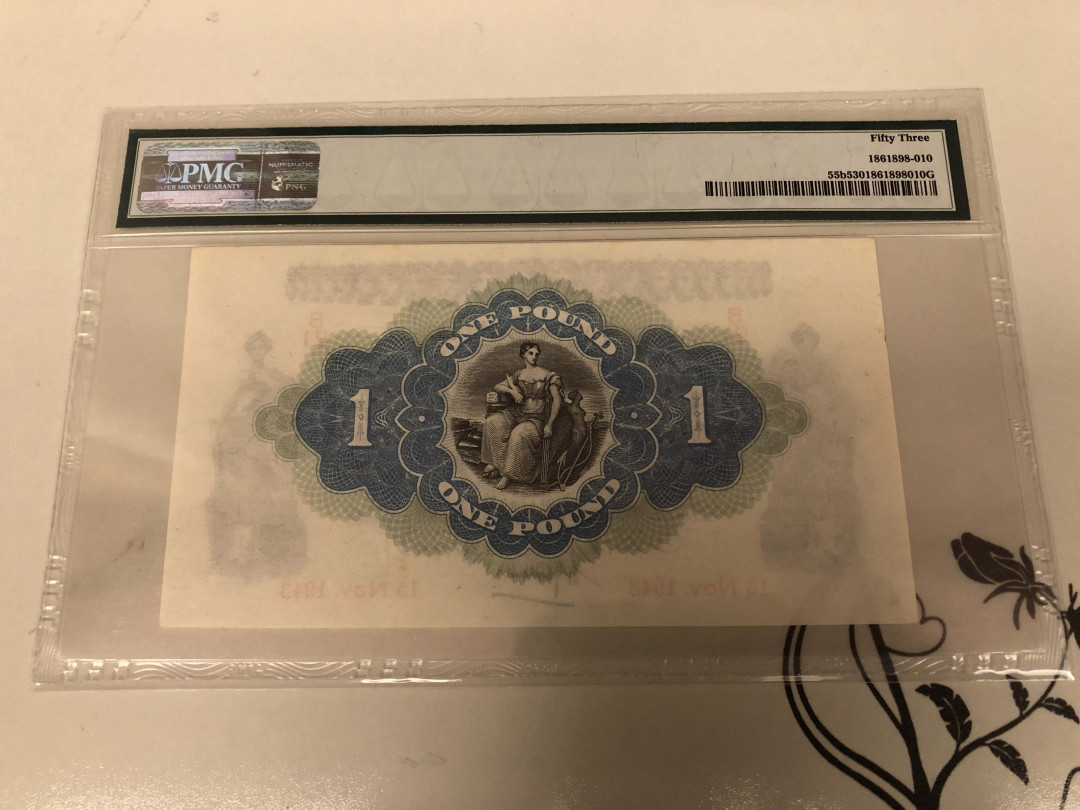 Fifty Three
1861898-010
55b5301861898010G
PMG
PAPER MONEY GUARANTY
NUMISMATIC
PNG
ONE POUND
1
1
ONE POUND
15 Nov. 1943
15 Nov. 1943